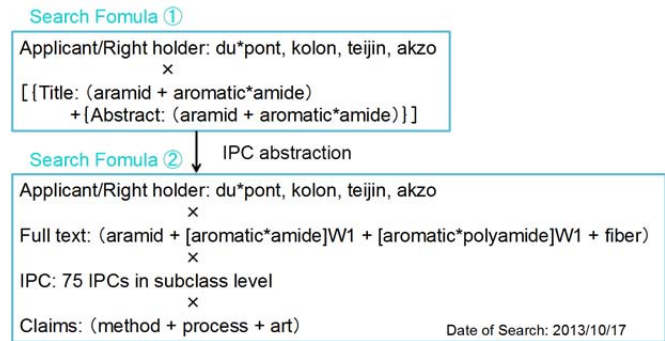 Search Fomula ①
Applicant/Right holder: du*pont, kolon, teijin, akzo
×
[{Title: (aramid + aromatic*amide)
+{Abstract: (aramid + aromatic*amide)}]
IPC abstraction
Search Fomula ②
Applicant/Right holder: du*pont, kolon, teijin, akzo
×
Full text: (aramid + [aromatic*amide]W1 + [aromatic*polyamide]W1 + fiber)
×
IPC: 75 IPCs in subclass level
×
Claims: (method + process + art)
Date of Search: 2013/10/17